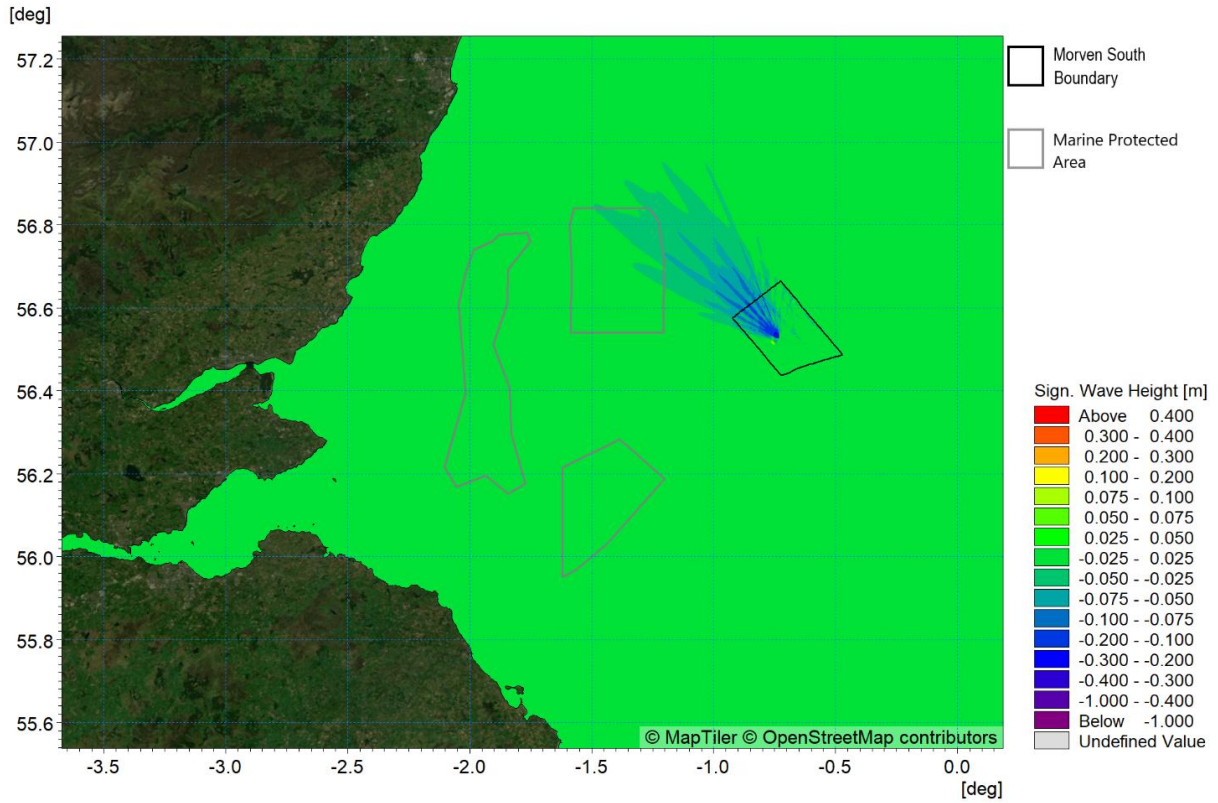 [deg]
57.2
57.0
56.8
56.6
56.4
56.2
56.0
55.8
55.6
-3.5 -3.0 -2.5 -2.0 -1.5 -1.0 -0.5 0.0
[deg]
© MapTiler © OpenStreetMap contributors
Morven South
Boundary
Marine Protected
Area
Sign. Wave Height [m]
Above 0.400
0.300 - 0.400
0.200 - 0.300
0.100 - 0.200
0.075 - 0.100
0.050 - 0.075
0.025 - 0.050
-0.025 - 0.025
-0.050 - -0.025
-0.075 - -0.050
-0.100 - -0.075
-0.200 - -0.100
-0.300 - -0.200
-0.400 - -0.300
-1.000 - -0.400
Below -1.000
Undefined Value